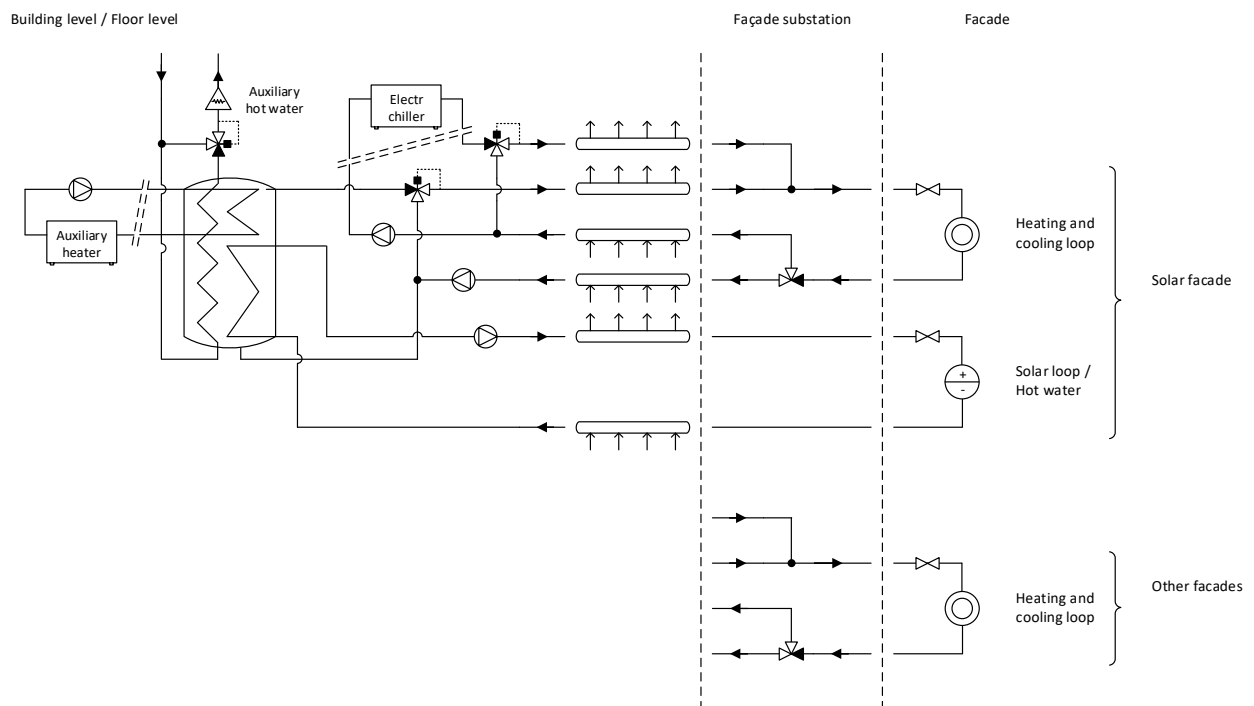 Building level / Floor level
Façade substation
Facade
Auxiliary
hot water
Electr
chiller
Auxiliary
heater
Heating and
cooling loop
Solar facade
+
-
Solar loop /
Hot water
Heating and
cooling loop
Other facades